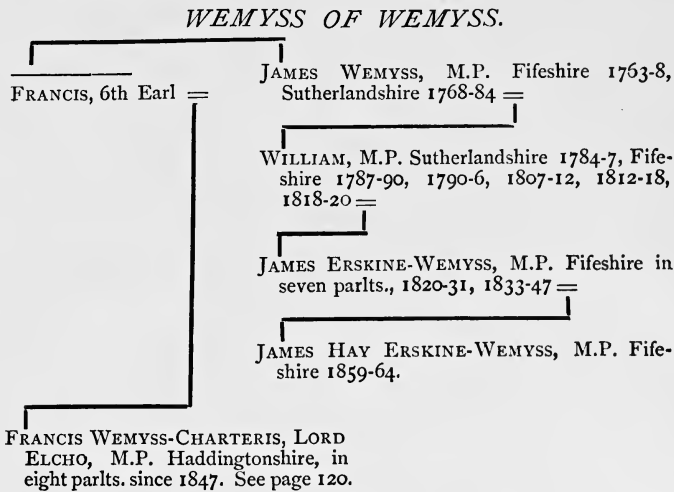 WEMYSS OF WEMYSS.
FRANCIS, 6th Earl =
JAMES WEMYSS, M.P. Fifeshire 1763-8,
Sutherlandshire 1768-84 =
WILLIAM, M.P. Sutherlandshire 1784-7, Fife-
shire 1787-90, 1790-6, 1807-12, 1812-18,
1818-20 =
JAMES ERSKINE-WEMYSS, M.P. Fifeshire in
seven parlts., 1820-31, 1833-47 =
JAMES HAY ERSKINE-WEMYSS, M.P. Fife-
shire 1859-64.
FRANCIS WEMYSS-CHARTERIS, LORD
ELCHO, M.P. Haddingtonshire, in
eight parlts. since 1847. See page 120.